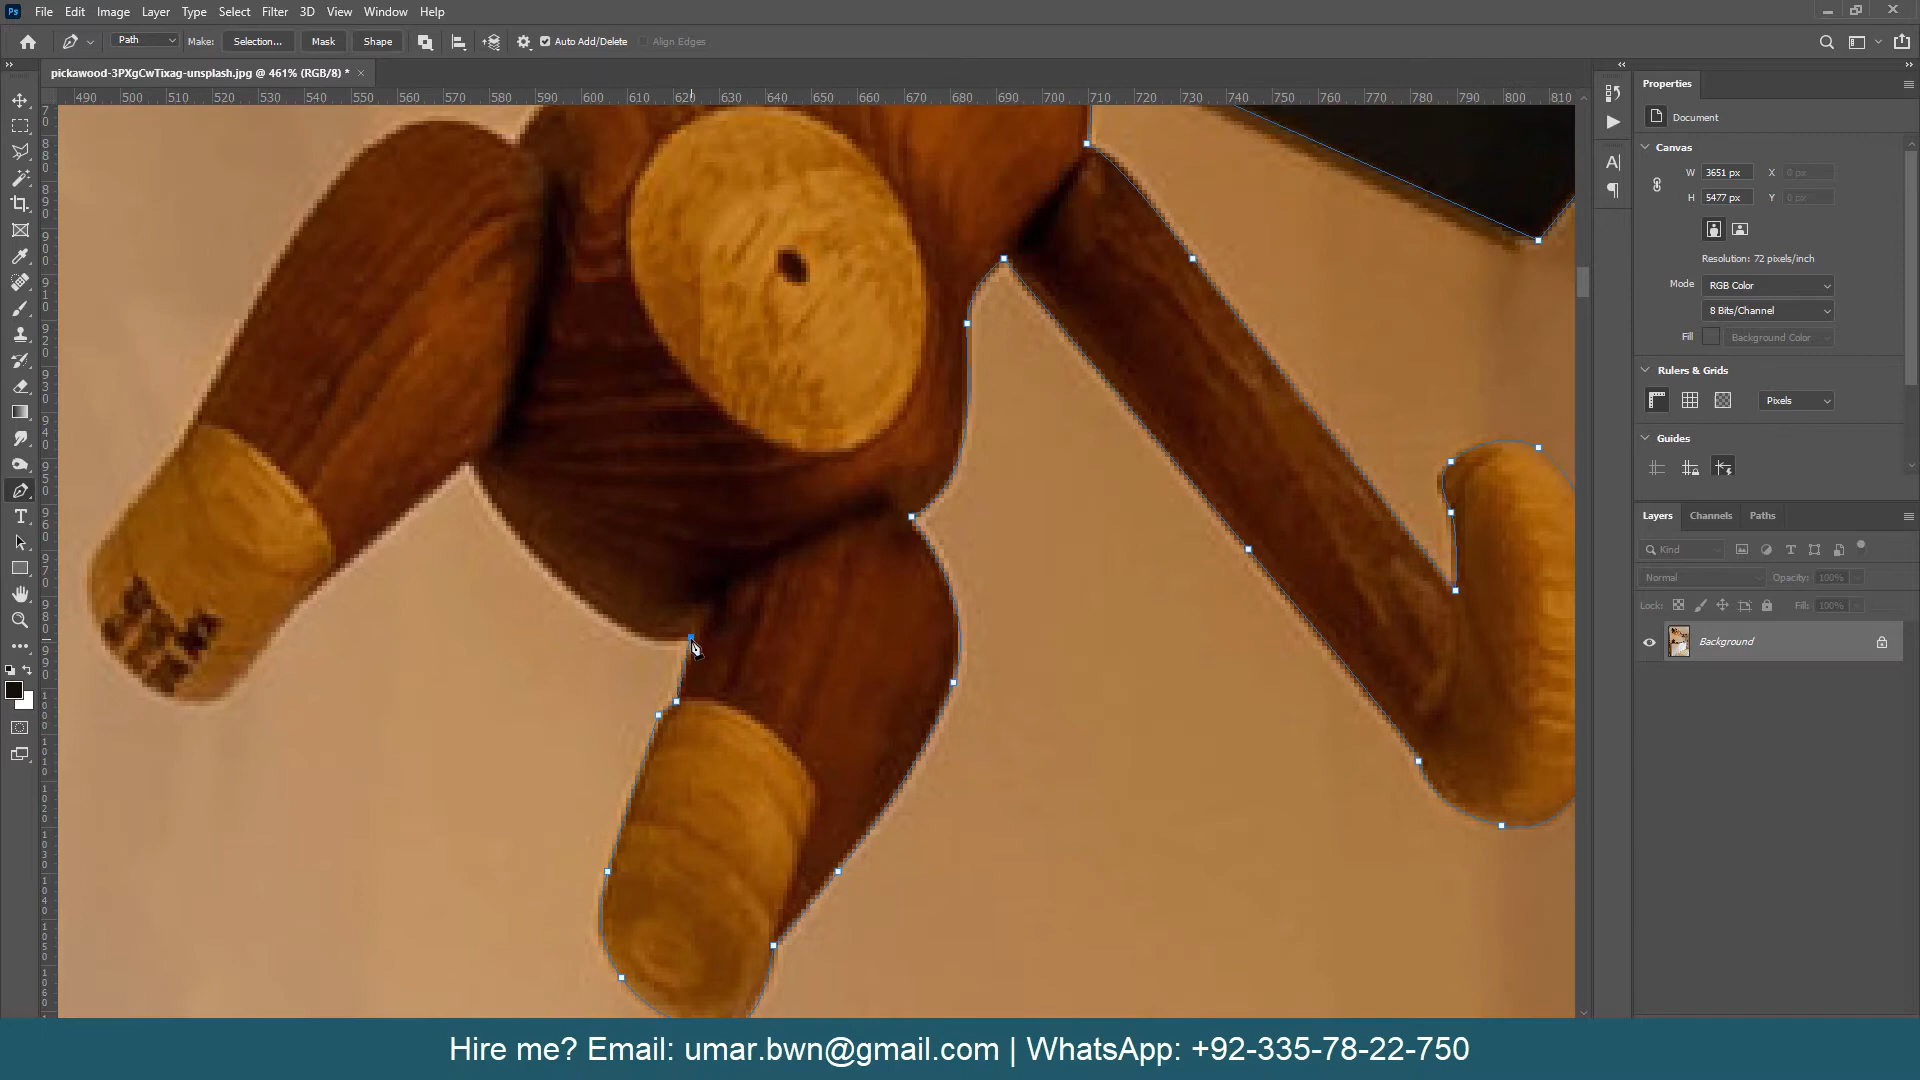 Ps File Edit Image Layer Type Select Filter 3D View Window Help
Path Make: Selection... Mask Shape Auto Add/Delete Align Edges
pickawood-3PXgCwTixag-unsplash.jpg @ 461% (RGB/8) *
490 500 510 520 530 540 550 560 570 580 590 600 610 620 630 640 650 660 670 680 690 700 710 720 730 740 750 760 770 780 790 800 810
Properties
Document
Canvas
W 3651 px X 0 px
H 5477 px Y 0 px
Resolution: 72 pixels/inch
Mode RGB Color
8 Bits/Channel
Fill Background Color
Rulers & Grids
Pixels
Guides
Layers Channels Paths
Kind
Normal Opacity: 100%
Lock: Fill: 100%
Background
Hire me? Email: umar.bwn@gmail.com | WhatsApp: +92-335-78-22-750